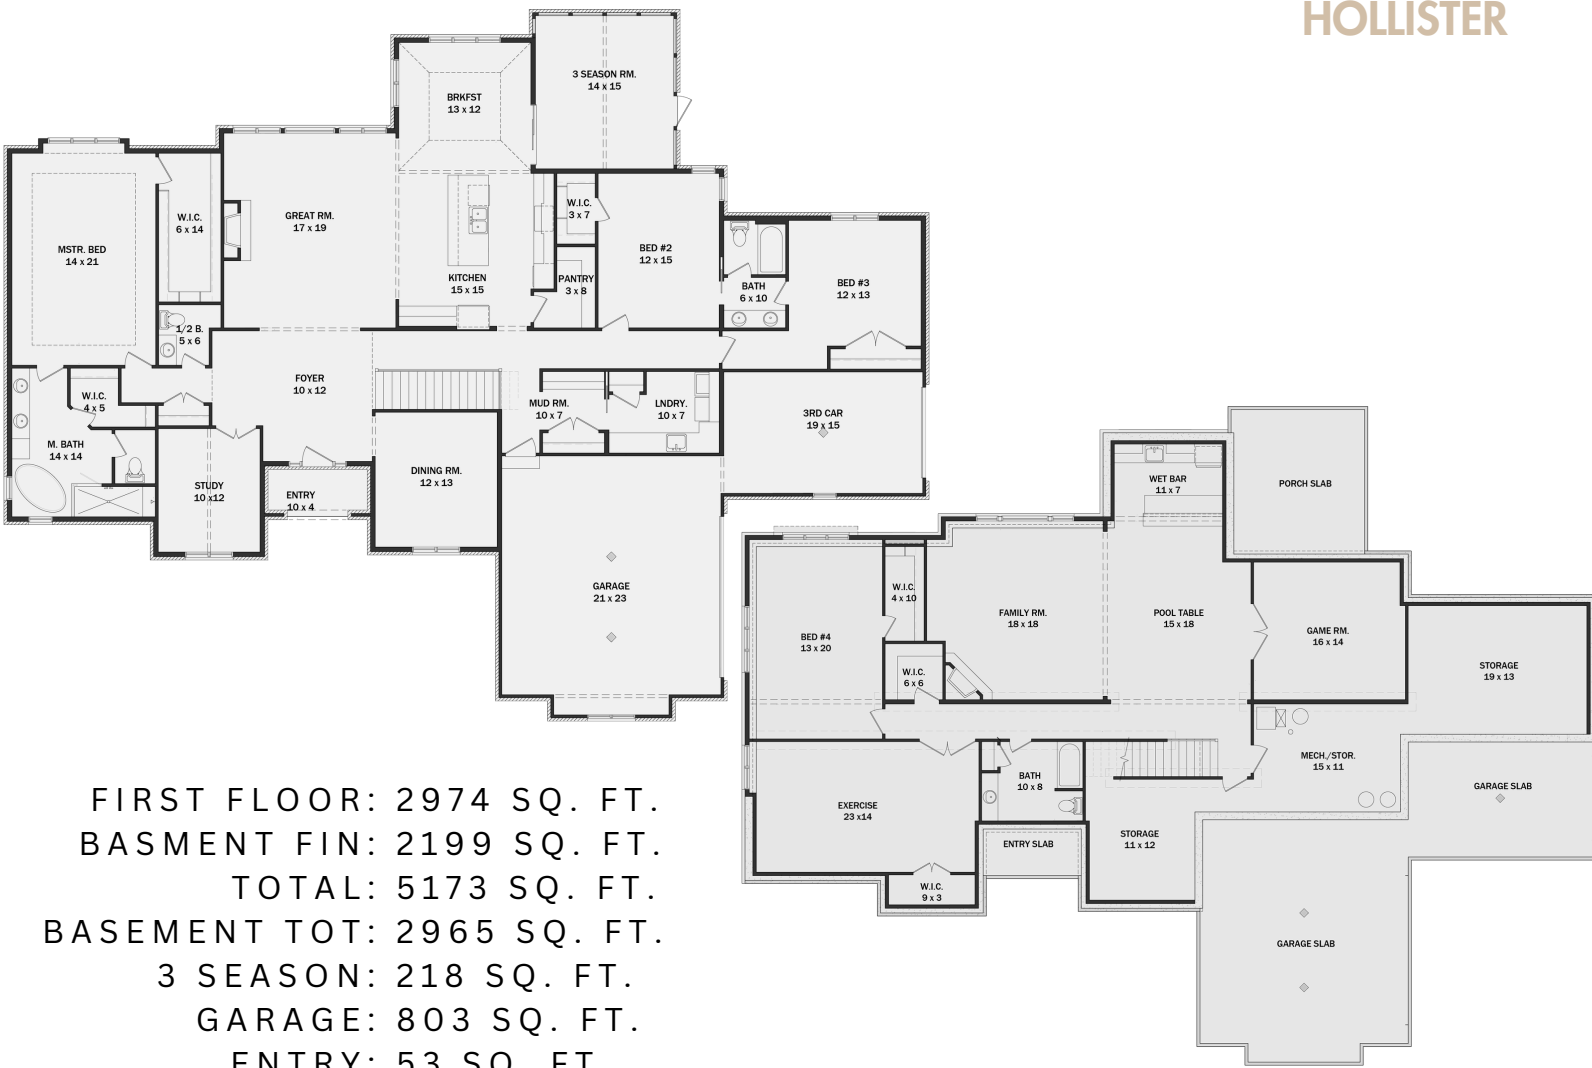 HOLLISTER
3 SEASON RM.
14 x 15
BRKFST
13 x 12
MSTR. BED
14 x 21
W.I.C.
6 x 14
GREAT RM.
17 x 19
KITCHEN
15 x 15
W.I.C.
3 x 7
PANTRY
3 x 8
BED #2
12 x 15
BATH
6 x 10
BED #3
12 x 13
1/2 B.
5 x 6
FOYER
10 x 12
W.I.C.
4 x 5
M. BATH
14 x 14
STUDY
10 x12
ENTRY
10 x 4
DINING RM.
12 x 13
MUD RM.
10 x 7
LNDRY.
10 x 7
3RD CAR
19 x 15
GARAGE
21 x 23
WET BAR
11 x 7
PORCH SLAB
BED #4
13 x 20
W.I.C.
4 x 10
W.I.C.
6 x 6
FAMILY RM.
18 x 18
POOL TABLE
15 x 18
GAME RM.
16 x 14
STORAGE
19 x 13
MECH./STOR.
15 x 11
GARAGE SLAB
EXERCISE
23 x14
BATH
10 x 8
STORAGE
11 x 12
ENTRY SLAB
W.I.C.
9 x 3
GARAGE SLAB
FIRST FLOOR: 2974 SQ. FT.
BASMENT FIN: 2199 SQ. FT.
TOTAL: 5173 SQ. FT.
BASEMENT TOT: 2965 SQ. FT.
3 SEASON: 218 SQ. FT.
GARAGE: 803 SQ. FT.
ENTRY: 53 SQ. FT.